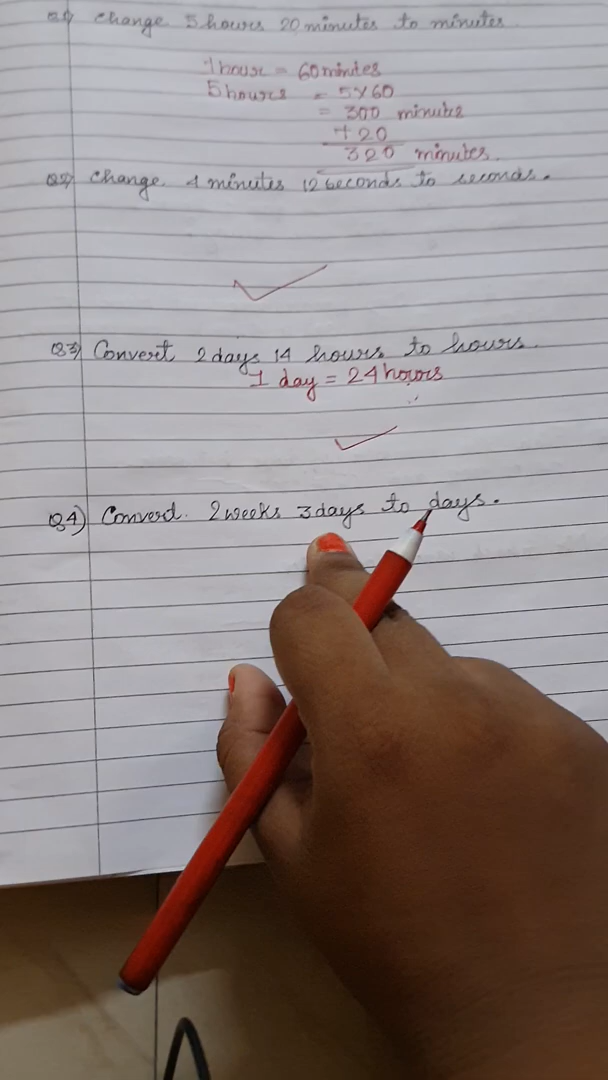 Q1) Change 5 hours 20 minutes to minutes.
1 hour = 60 mintes
5 hours = 5×60
= 300 minutes
+ 20
320 minutes.
Q2) Change 4 minutes 12 seconds to seconds.
Q3) Convert 2 days 14 hours to hours.
1 day = 24 hours
Q4) Convert. 2 weeks 3 days to days.